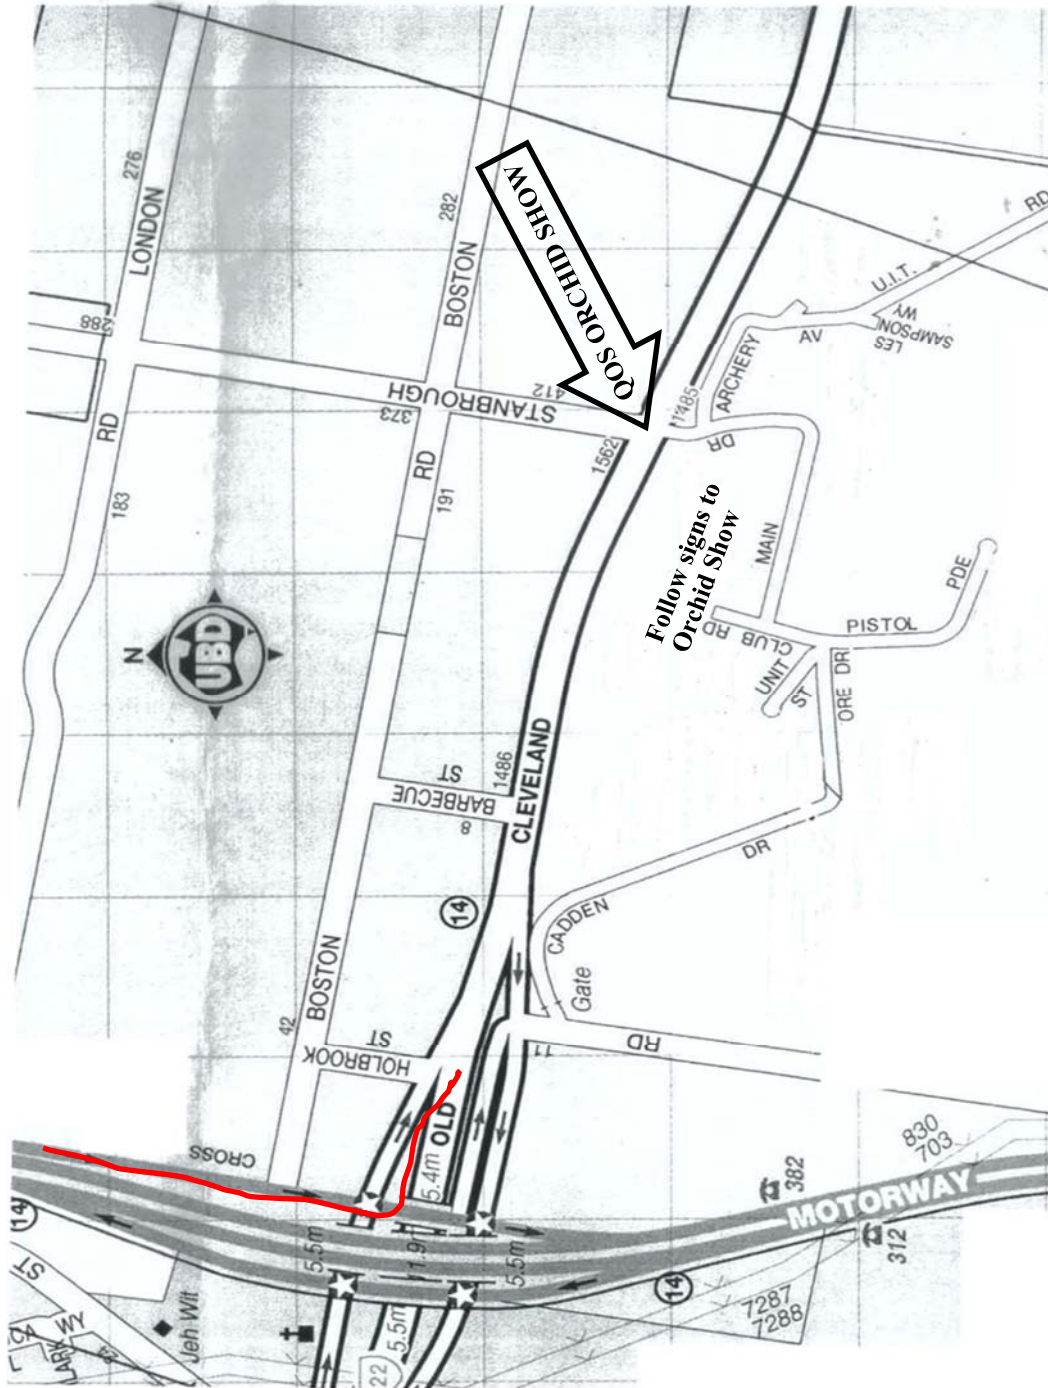 276
LONDON
288
RD
183
282
BOSTON
RD
191
373
412
STANBROUGH
QOS ORCHID SHOW
1562
1485
ARCHERY
AV
U.I.T.
RD
LES
SAMPSON
WY
DR
MAIN
Follow signs to
Orchid Show
CLUB RD
UNIT
ST
PISTOL
PDE
ORE DR
N
UBD
1486
BARBECUE
ST
8
CLEVELAND
14
CADDEN
DR
Gate
BOSTON
42
HOLBROOK
ST
11
RD
OLD
5.4m
CROSS
MOTORWAY
830
703
382
312
14
5.5m
11.9m
5.5m
14
7287
7288
ST
WY
LARK
CA
Jeh Wit
5.5m
22